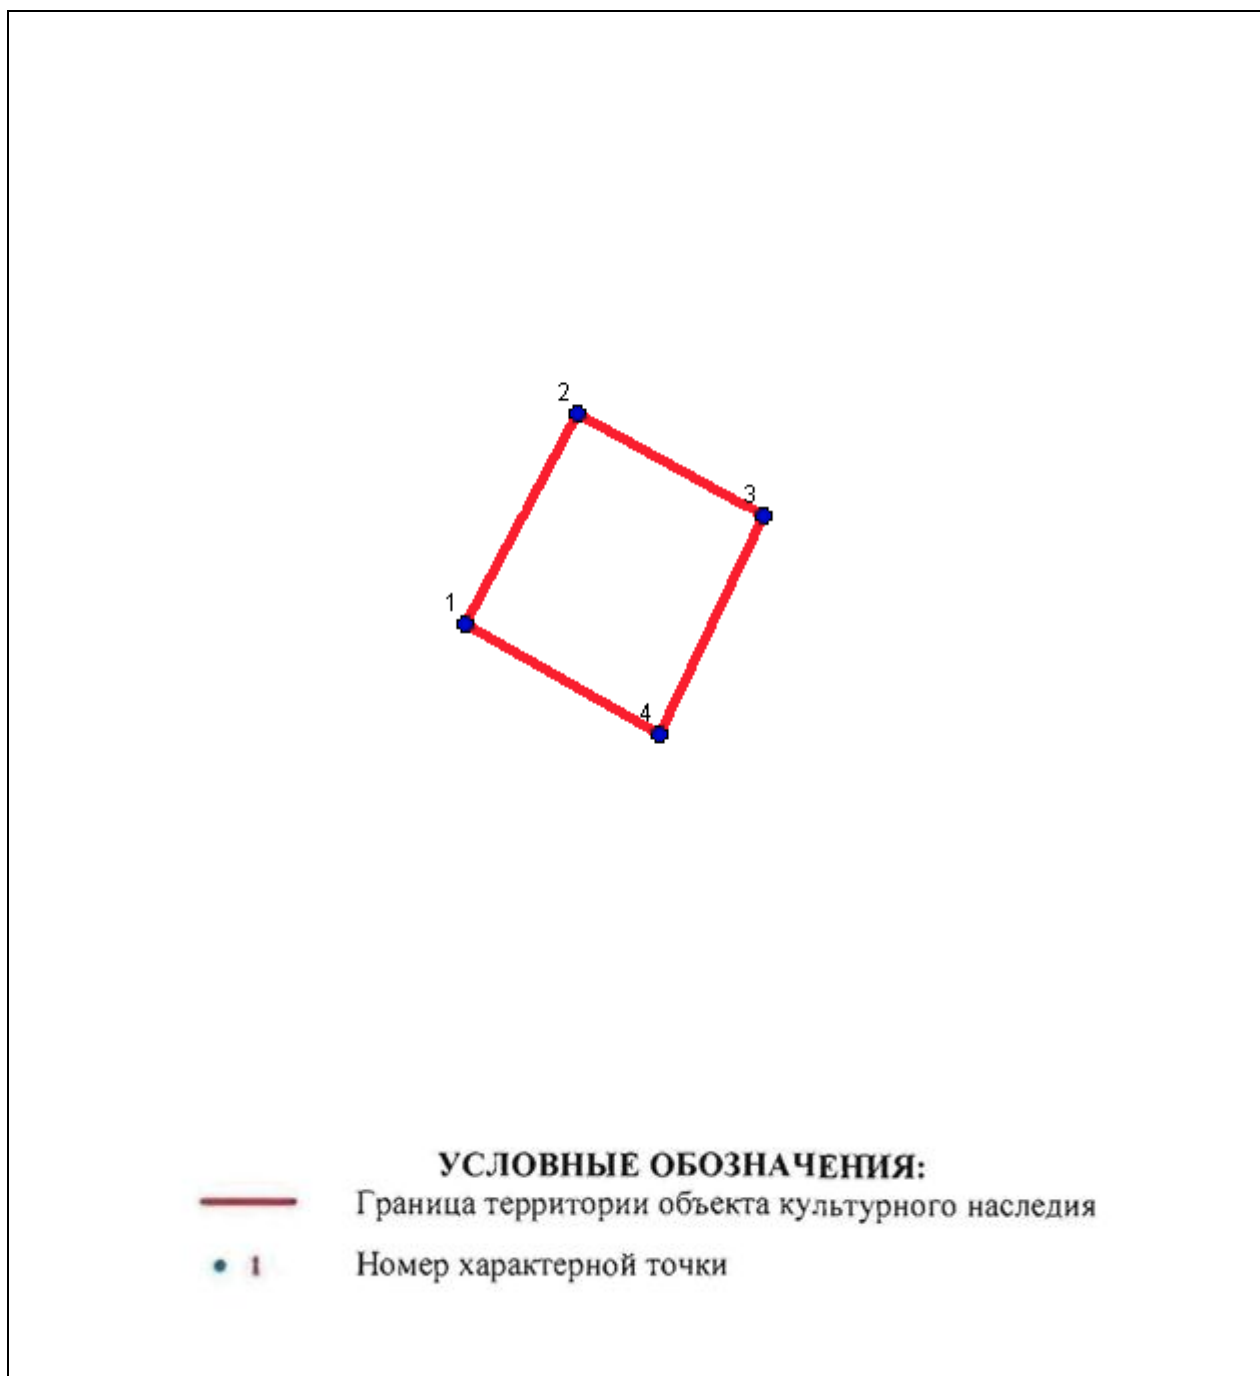 2
3
1
4
УСЛОВНЫЕ ОБОЗНАЧЕНИЯ:
Граница территории объекта культурного наследия
1 Номер характерной точки